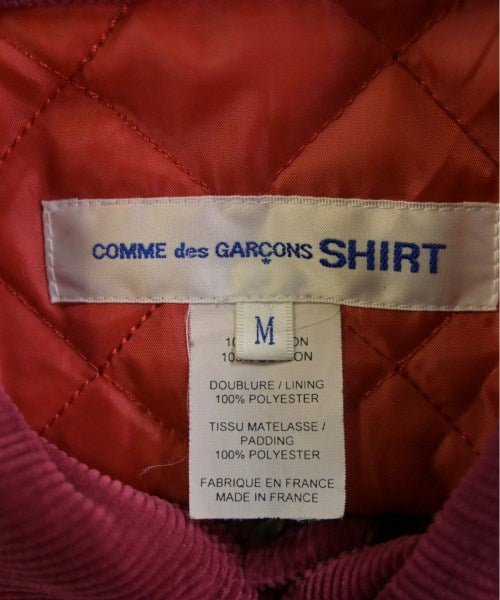 COMME des GARÇONS SHIRT
M
DOUBLURE / LINING
100% POLYESTER
TISSU MATELASSE /
PADDING
100% POLYESTER
FABRIQUE EN FRANCE
MADE IN FRANCE